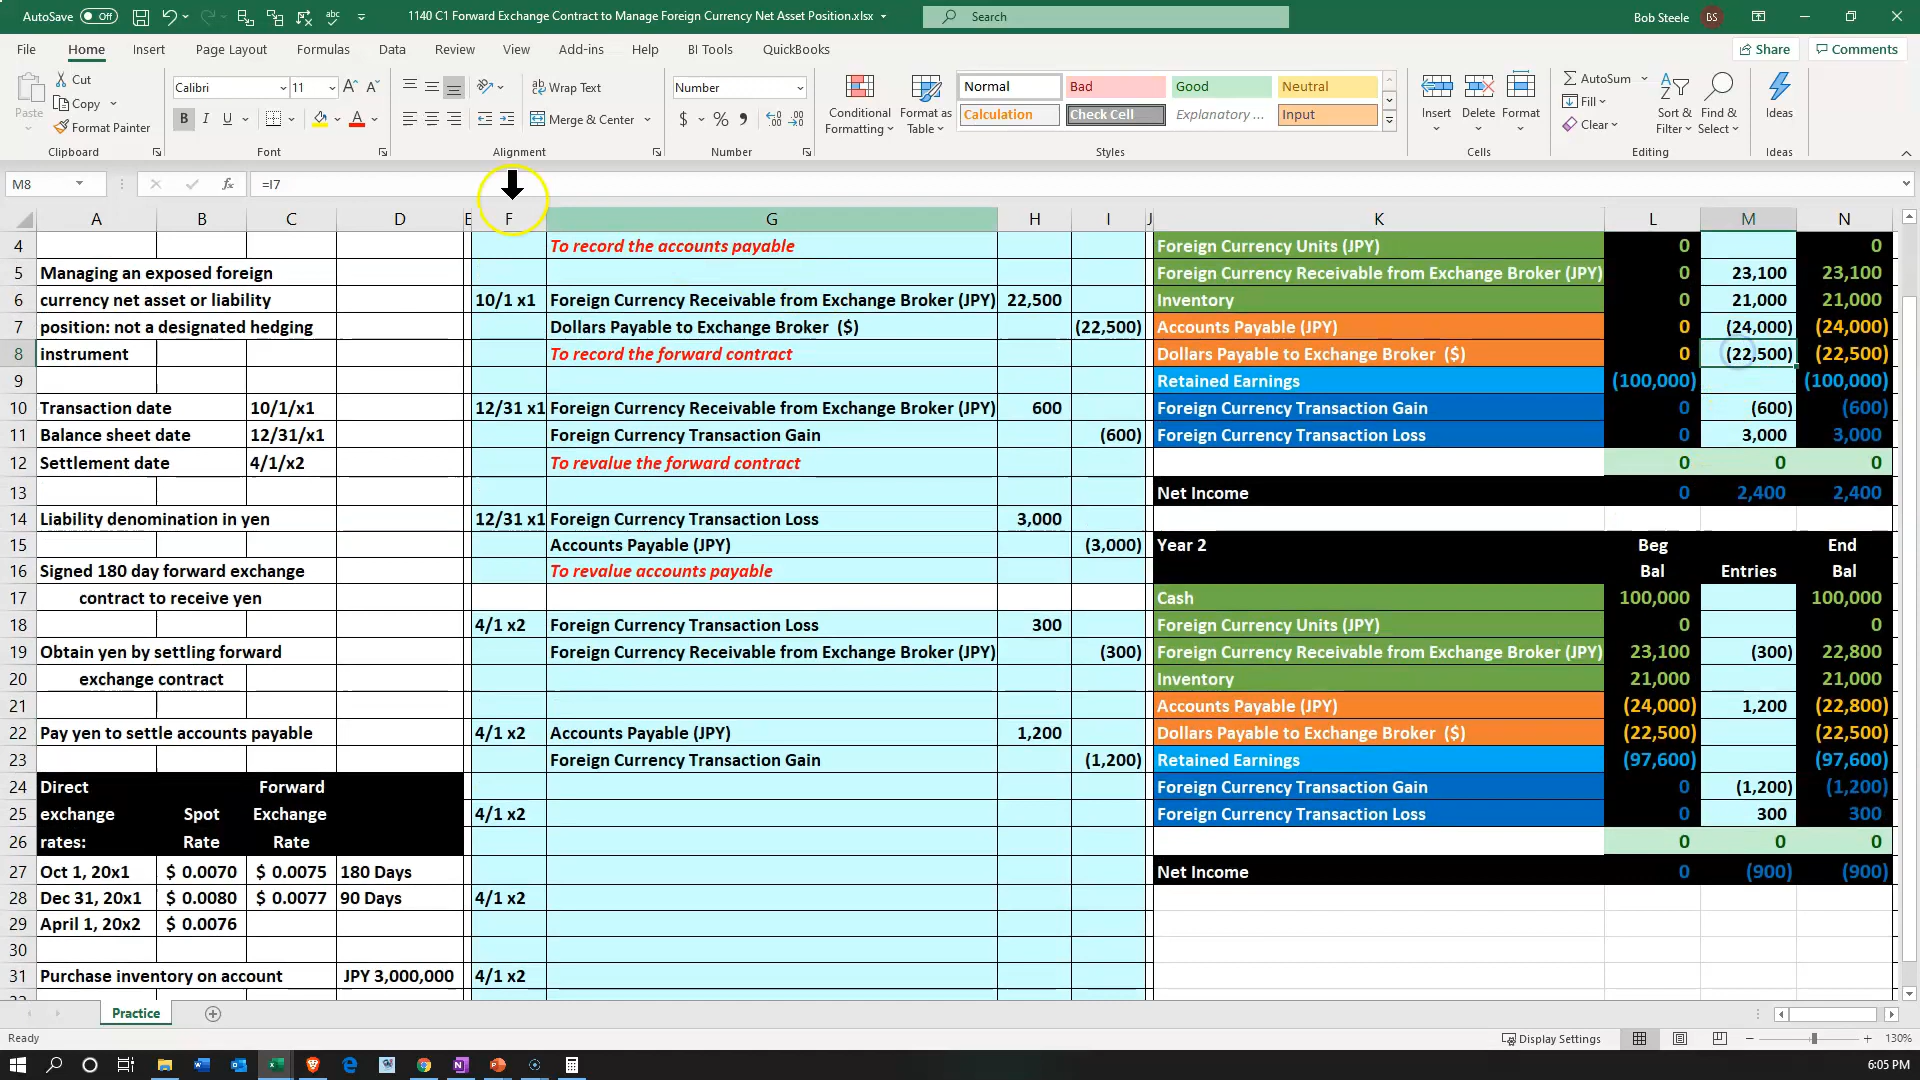 AutoSave Off 1140 C1 Forward Exchange Contract to Manage Foreign Currency Net Asset Position.xlsx Search Bob Steele BS
File Home Insert Page Layout Formulas Data Review View Add-ins Help BI Tools QuickBooks Share Comments
Paste Cut Copy Format Painter
Calibri 11 B I U A A A
Wrap Text Merge & Center
Number $ % 9
Conditional Formatting Format as Table
Normal Bad Good Neutral
Calculation Check Cell Explanatory ... Input
Insert Delete Format
AutoSum Fill Clear Sort & Filter Find & Select Ideas
Clipboard Font Alignment Number Styles Cells Editing Ideas
M8 fx =I7
A B C D E F G H I J K L M N
4 To record the accounts payable Foreign Currency Units (JPY) 0 0
5 Managing an exposed foreign Foreign Currency Receivable from Exchange Broker (JPY) 0 23,100 23,100
6 currency net asset or liability 10/1 x1 Foreign Currency Receivable from Exchange Broker (JPY) 22,500 Inventory 0 21,000 21,000
7 position: not a designated hedging Dollars Payable to Exchange Broker ($) (22,500) Accounts Payable (JPY) 0 (24,000) (24,000)
8 instrument To record the forward contract Dollars Payable to Exchange Broker ($) 0 (22,500) (22,500)
9 Retained Earnings (100,000) (100,000)
10 Transaction date 10/1/x1 12/31 x1 Foreign Currency Receivable from Exchange Broker (JPY) 600 Foreign Currency Transaction Gain 0 (600) (600)
11 Balance sheet date 12/31/x1 Foreign Currency Transaction Gain (600) Foreign Currency Transaction Loss 0 3,000 3,000
12 Settlement date 4/1/x2 To revalue the forward contract 0 0 0
13 Net Income 0 2,400 2,400
14 Liability denomination in yen 12/31 x1 Foreign Currency Transaction Loss 3,000
15 Accounts Payable (JPY) (3,000) Year 2 Beg End
16 Signed 180 day forward exchange To revalue accounts payable Bal Entries Bal
17 contract to receive yen Cash 100,000 100,000
18 4/1 x2 Foreign Currency Transaction Loss 300 Foreign Currency Units (JPY) 0 0
19 Obtain yen by settling forward Foreign Currency Receivable from Exchange Broker (JPY) (300) Foreign Currency Receivable from Exchange Broker (JPY) 23,100 (300) 22,800
20 exchange contract Inventory 21,000 21,000
21 Accounts Payable (JPY) (24,000) 1,200 (22,800)
22 Pay yen to settle accounts payable 4/1 x2 Accounts Payable (JPY) 1,200 Dollars Payable to Exchange Broker ($) (22,500) (22,500)
23 Foreign Currency Transaction Gain (1,200) Retained Earnings (97,600) (97,600)
24 Direct Forward Foreign Currency Transaction Gain 0 (1,200) (1,200)
25 exchange Spot Exchange 4/1 x2 Foreign Currency Transaction Loss 0 300 300
26 rates: Rate Rate 0 0 0
27 Oct 1, 20x1 $ 0.0070 $ 0.0075 180 Days Net Income 0 (900) (900)
28 Dec 31, 20x1 $ 0.0080 $ 0.0077 90 Days 4/1 x2
29 April 1, 20x2 $ 0.0076
30
31 Purchase inventory on account JPY 3,000,000 4/1 x2
Practice
Ready Display Settings 130%
6:05 PM